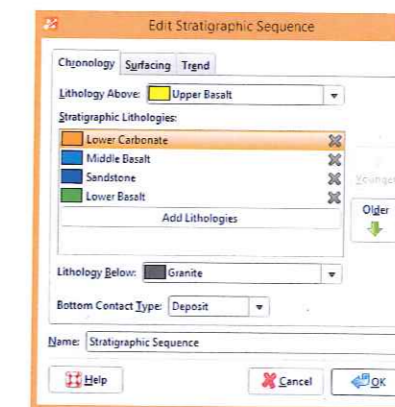 Edit Stratigraphic Sequence
Chronology Surfacing Trend
Lithology Above: Upper Basalt
Stratigraphic Lithologies:
Lower Carbonate
Middle Basalt
Younger
Sandstone
Lower Basalt
Older
Add Lithologies
Lithology Below: Granite
Bottom Contact Type: Deposit
Name: Stratigraphic Sequence
Help Cancel OK